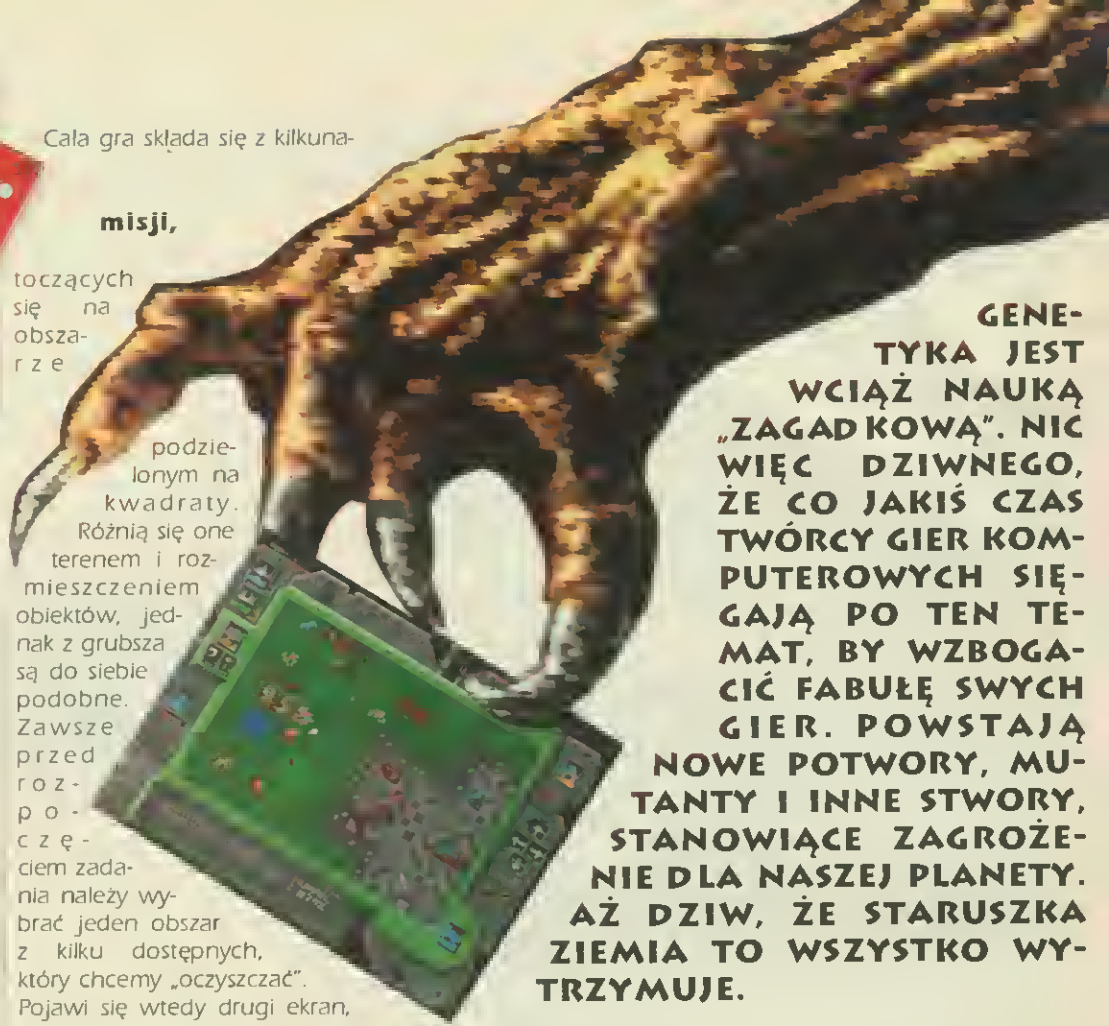 Cała gra składa się z kilkuna-
misji,
toczących
się na
obsza-
rze
podzie-
lonym na
kwadraty.
Różnią się one
terenem i roz-
mieszczeniem
obiektów, jed-
nak z grubsza
są do siebie
podobne.
Zawsze
przed
roz-
po-
czę-
ciem zada-
nia należy wy-
brać jeden obszar
z kilku dostępnych,
który chcemy „oczyszczać”.
Pojawi się wtedy drugi ekran,
GENE-
TYKA JEST
WCIĄŻ NAUKĄ
„ZAGADKOWĄ”. NIC
WIĘC DZIWNEGO,
ŻE CO JAKIŚ CZAS
TWÓRCY GIER KOM-
PUTEROWYCH SIĘ-
GAJĄ PO TEN TE-
MAT, BY WZBOGA-
CIĆ FABUŁĘ SWYCH
GIER. POWSTAJĄ
NOWE POTWORY, MU-
TANTY I INNE STWORY,
STANOWIĄCE ZAGROŻE-
NIE DLA NASZEJ PLANETY.
AŻ DZIW, ŻE STARUSZKA
ZIEMIA TO WSZYSTKO WY-
TRZYMUJE.